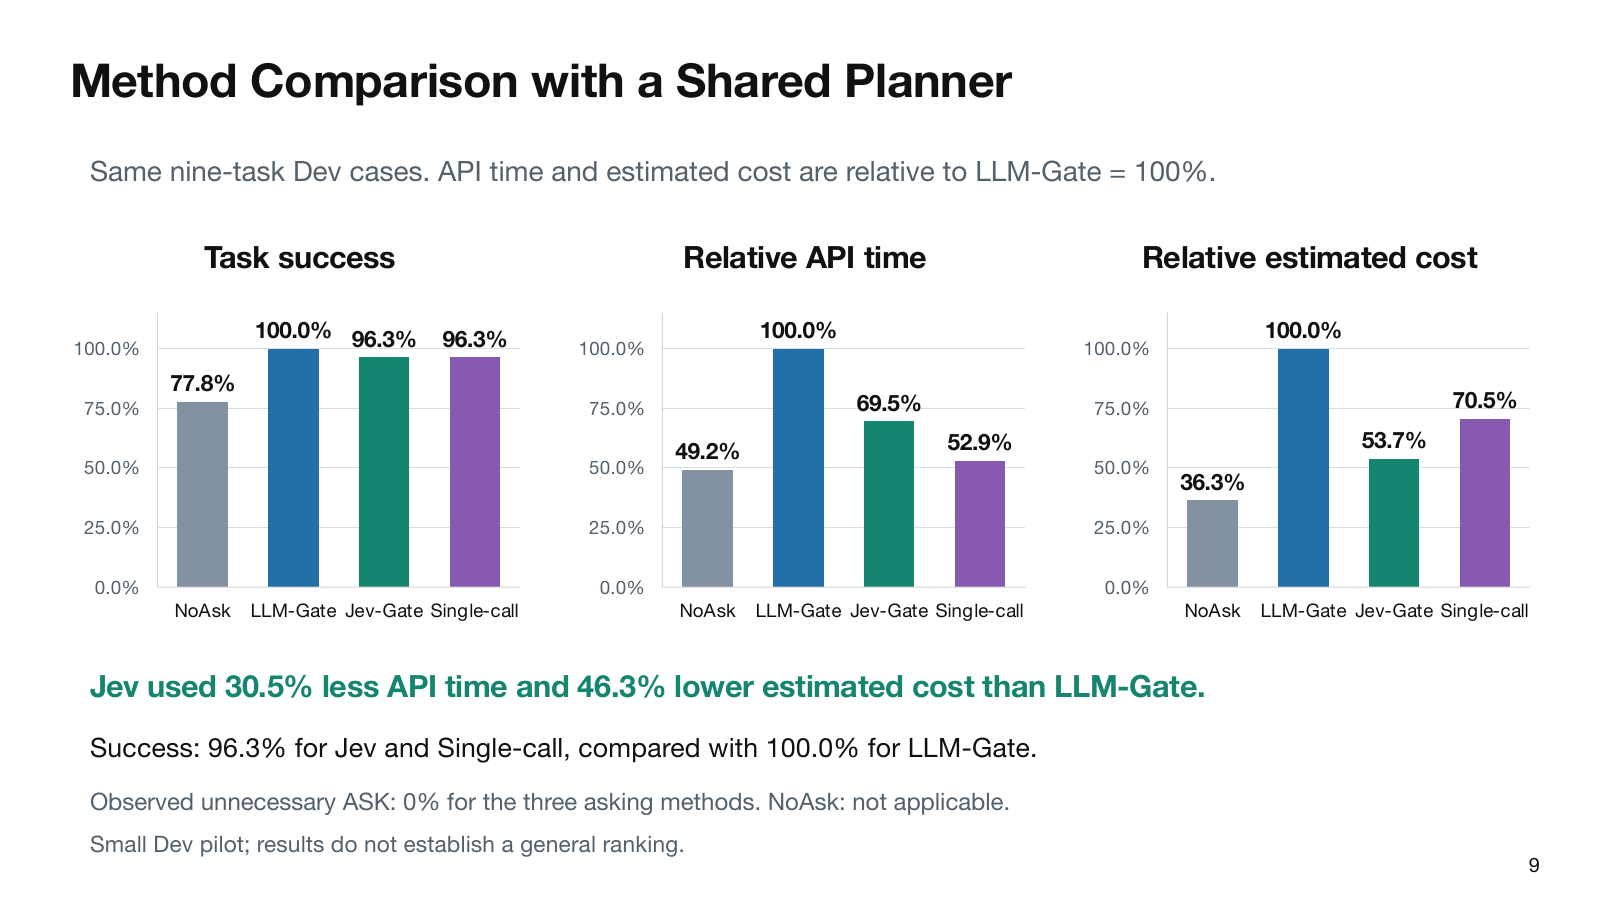 Method Comparison with a Shared Planner
Same nine-task Dev cases. API time and estimated cost are relative to LLM-Gate = 100%.
Task success
100.0%
75.0%
50.0%
25.0%
0.0%
77.8%
100.0%
96.3%
96.3%
NoAsk
LLM-Gate
Jev-Gate
Single-call
Relative API time
100.0%
75.0%
50.0%
25.0%
0.0%
49.2%
100.0%
69.5%
52.9%
NoAsk
LLM-Gate
Jev-Gate
Single-call
Relative estimated cost
100.0%
75.0%
50.0%
25.0%
0.0%
36.3%
100.0%
53.7%
70.5%
NoAsk
LLM-Gate
Jev-Gate
Single-call
Jev used 30.5% less API time and 46.3% lower estimated cost than LLM-Gate.
Success: 96.3% for Jev and Single-call, compared with 100.0% for LLM-Gate.
Observed unnecessary ASK: 0% for the three asking methods. NoAsk: not applicable.
Small Dev pilot; results do not establish a general ranking.
9